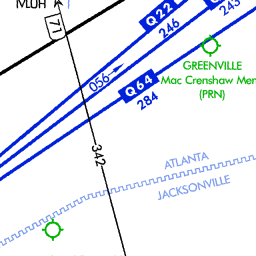 MLUH
71
Q22
246
243
056
Q64
284
GREENVILLE
Mac Crenshaw Mem
(PRN)
342
ATLANTA
JACKSONVILLE